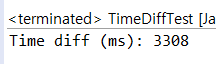 <terminated> TimeDiffTest [Ja
Time diff (ms): 3308